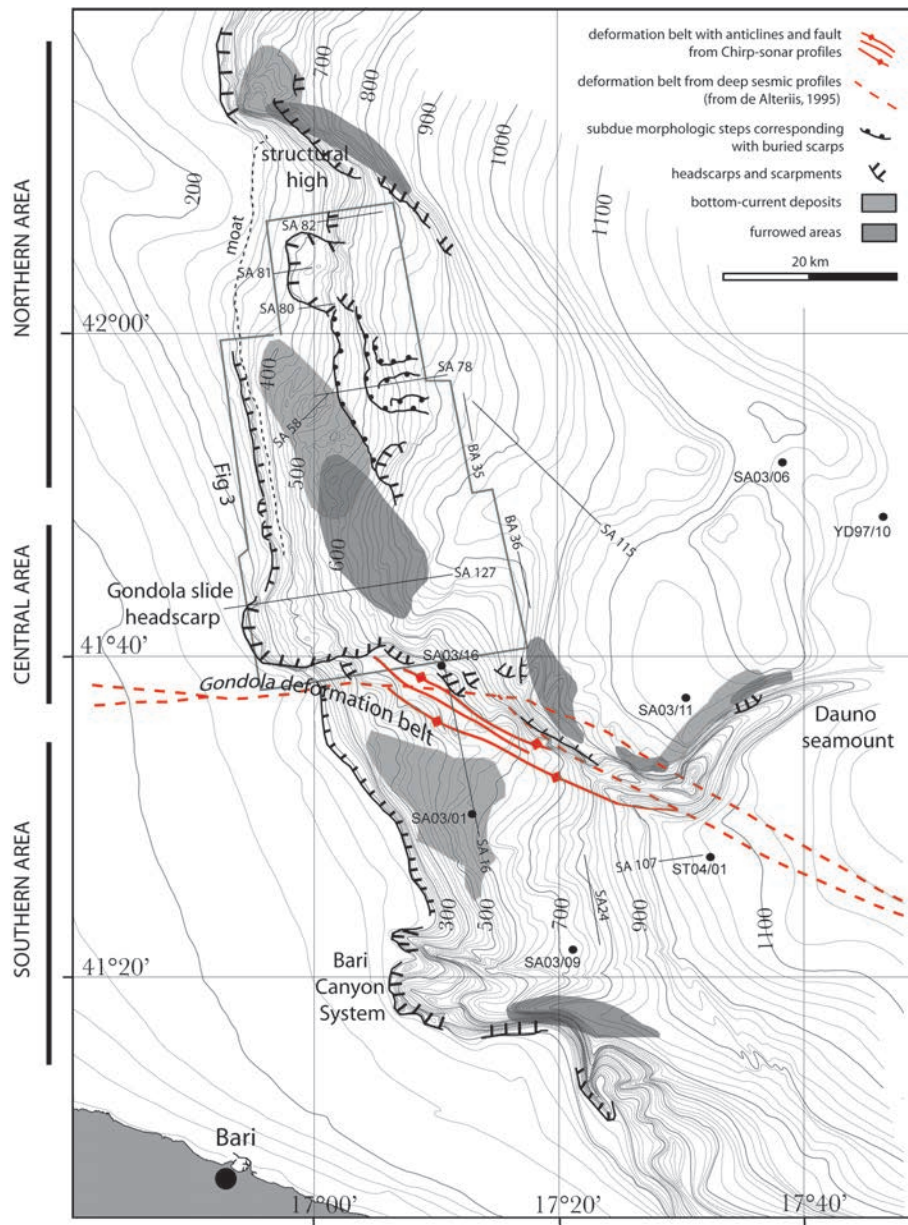 deformation belt with anticlines and fault
from Chirp-sonar profiles
deformation belt from deep sesmic profiles
(from de Alteriis, 1995)
subdue morphologic steps corresponding
with buried scarps
headscarps and scarpments
bottom-current deposits
furrowed areas
20 km
NORTHERN AREA
CENTRAL AREA
SOUTHERN AREA
700
800
900
1000
1100
200
structural
high
moat
SA 82
SA 81
SA 80
42°00'
400
SA 78
SA 58
500
Fig 3
BA 35
BA 36
SA 115
SA03/06
YD97/10
600
SA 127
Gondola slide
headscarp
41°40'
SA03/16
Gondola deformation belt
SA03/11
Dauno
seamount
SA03/01
SA 16
SA 107
ST04/01
300
500
700
SA24
900
1011
SA03/09
41°20'
Bari
Canyon
System
Bari
17°00'
17°20'
17°40'